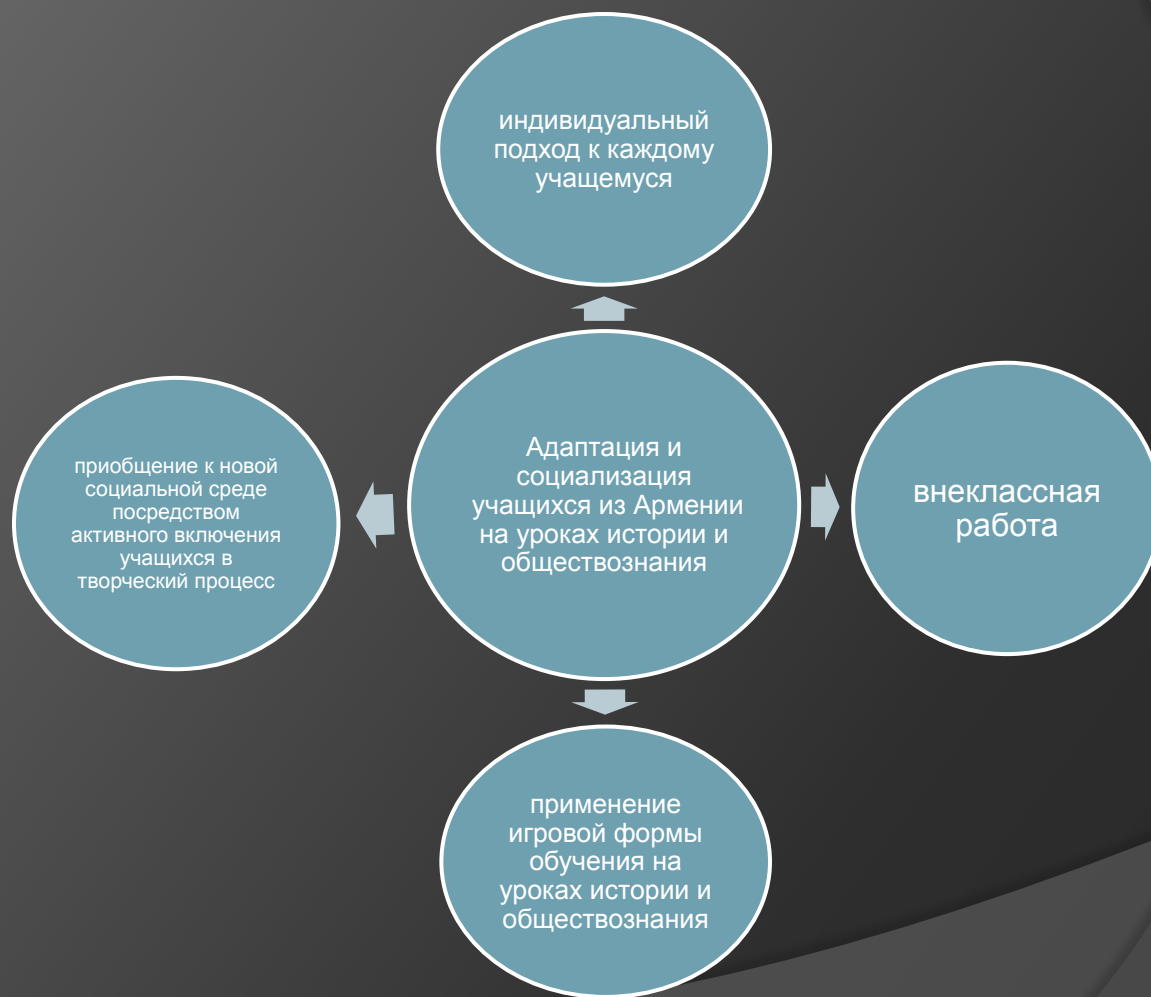 индивидуальный
подход к каждому
учащемуся
приобщение к новой
социальной среде
посредством
активного включения
учащихся в
творческий процесс
Адаптация и
социализация
учащихся из Армении
на уроках истории и
обществознания
внеклассная
работа
применение
игровой формы
обучения на
уроках истории и
обществознания